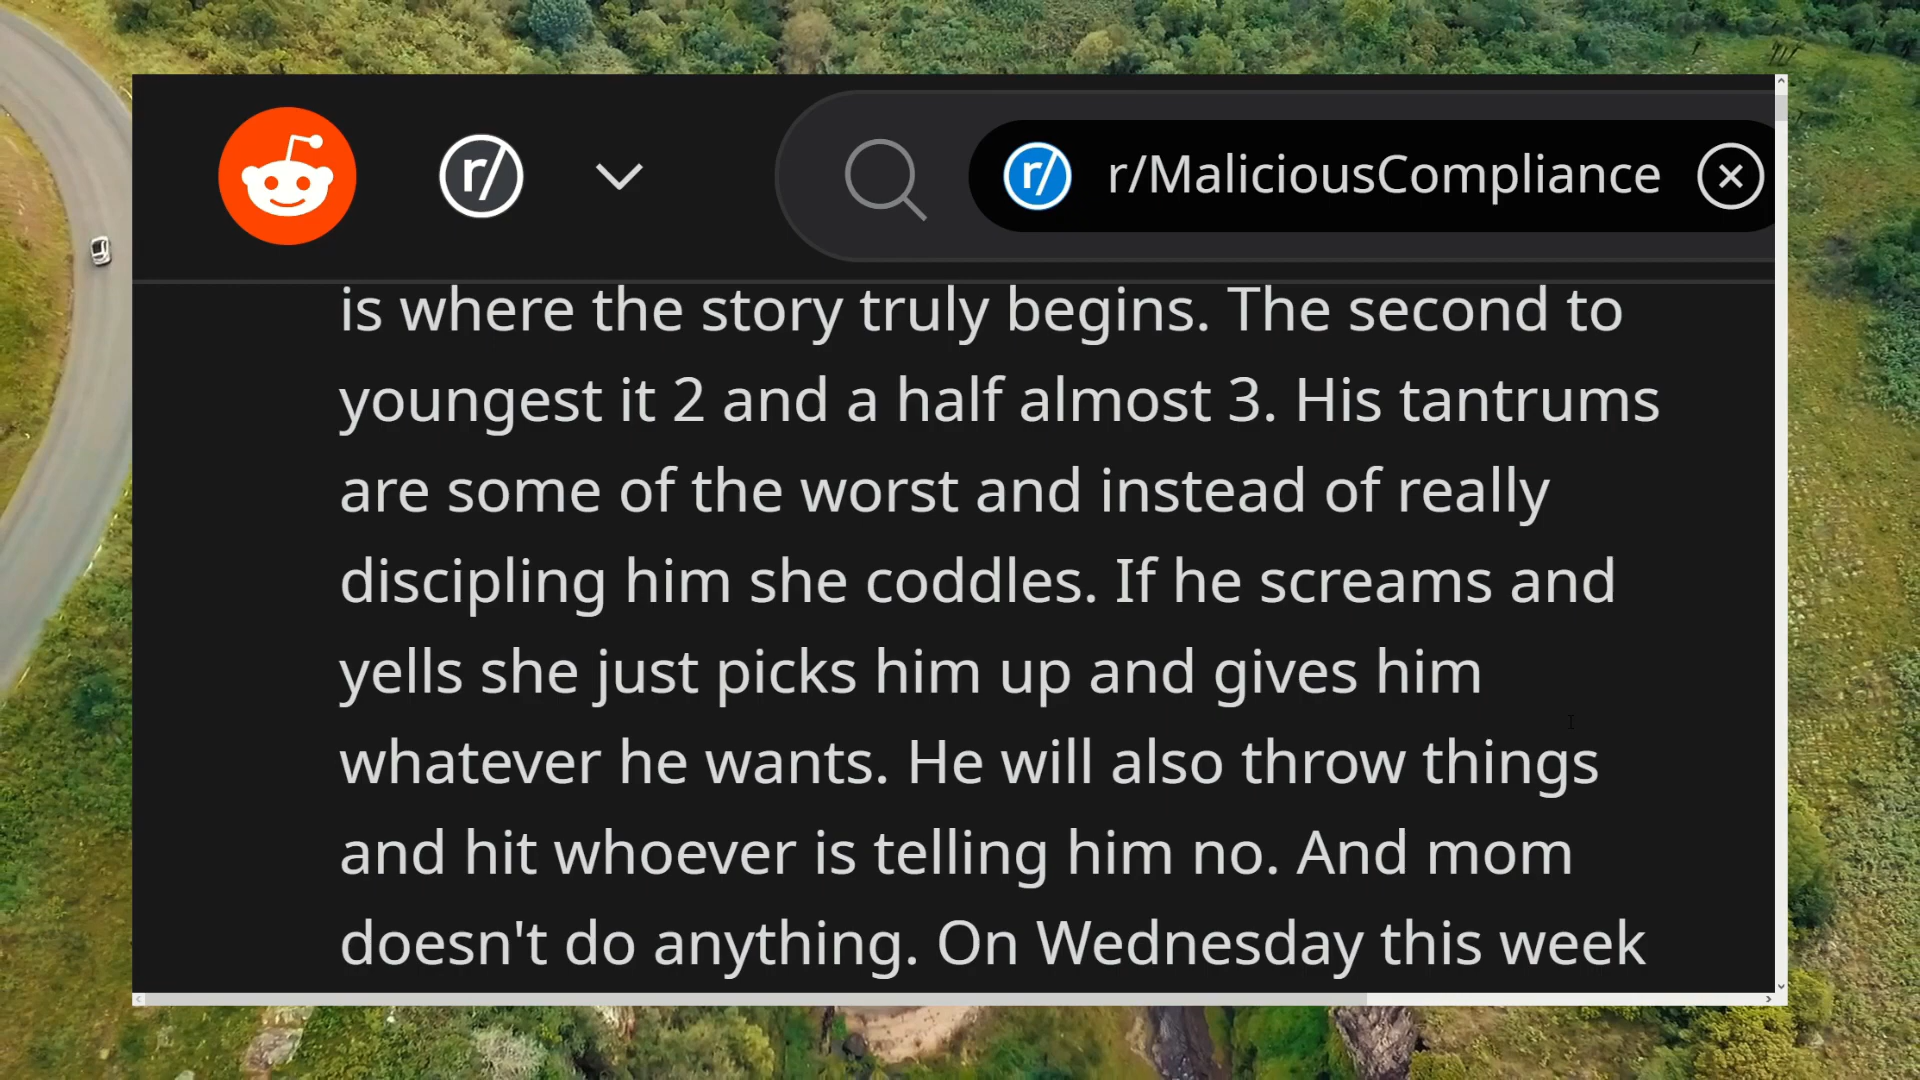 r/
r/ r/MaliciousCompliance
is where the story truly begins. The second to
youngest it 2 and a half almost 3. His tantrums
are some of the worst and instead of really
discipling him she coddles. If he screams and
yells she just picks him up and gives him
whatever he wants. He will also throw things
and hit whoever is telling him no. And mom
doesn't do anything. On Wednesday this week